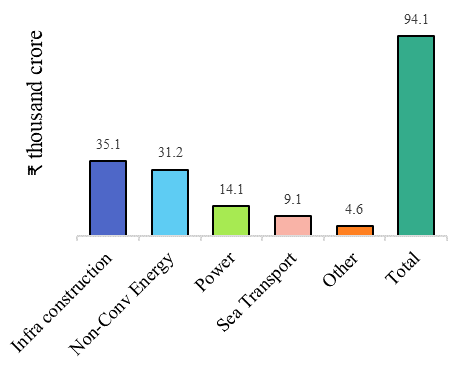 ₹ thousand crore
94.1
35.1
31.2
14.1
9.1
4.6
Infra construction
Non-Conv Energy
Power
Sea Transport
Other
Total